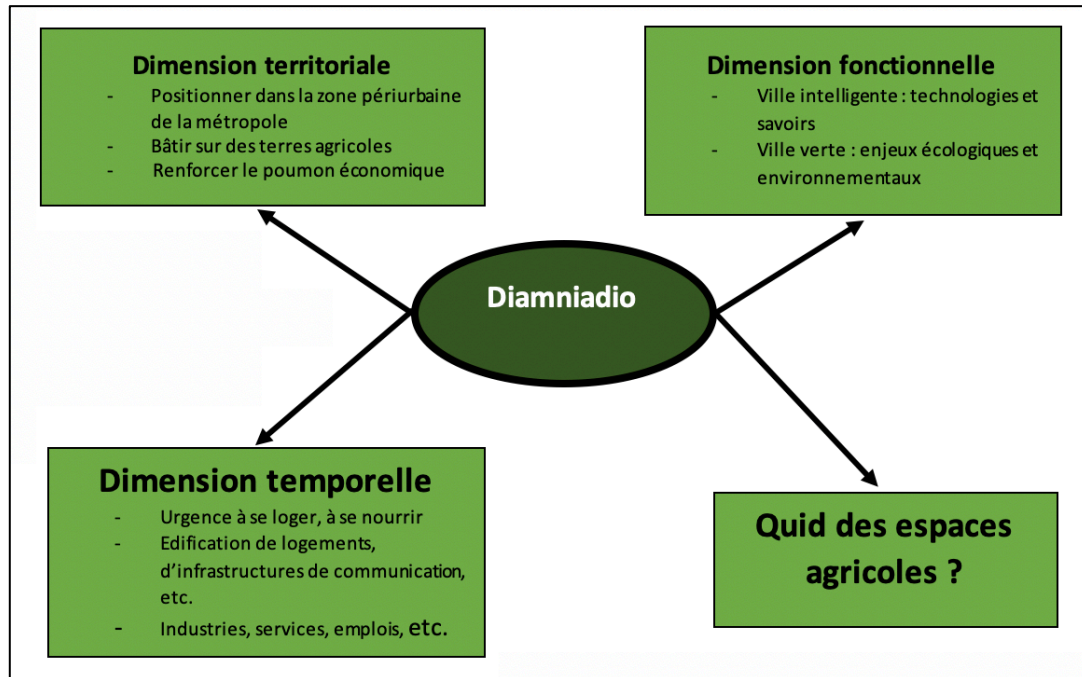 Dimension territoriale
- Positionner dans la zone périurbaine
de la métropole
- Bâtir sur des terres agricoles
- Renforcer le poumon économique
Dimension fonctionnelle
- Ville intelligente : technologies et
savoirs
- Ville verte : enjeux écologiques et
environnementaux
Diamniadio
Dimension temporelle
- Urgence à se loger, à se nourrir
- Edification de logements,
d’infrastructures de communication,
etc.
- Industries, services, emplois, etc.
Quid des espaces
agricoles ?